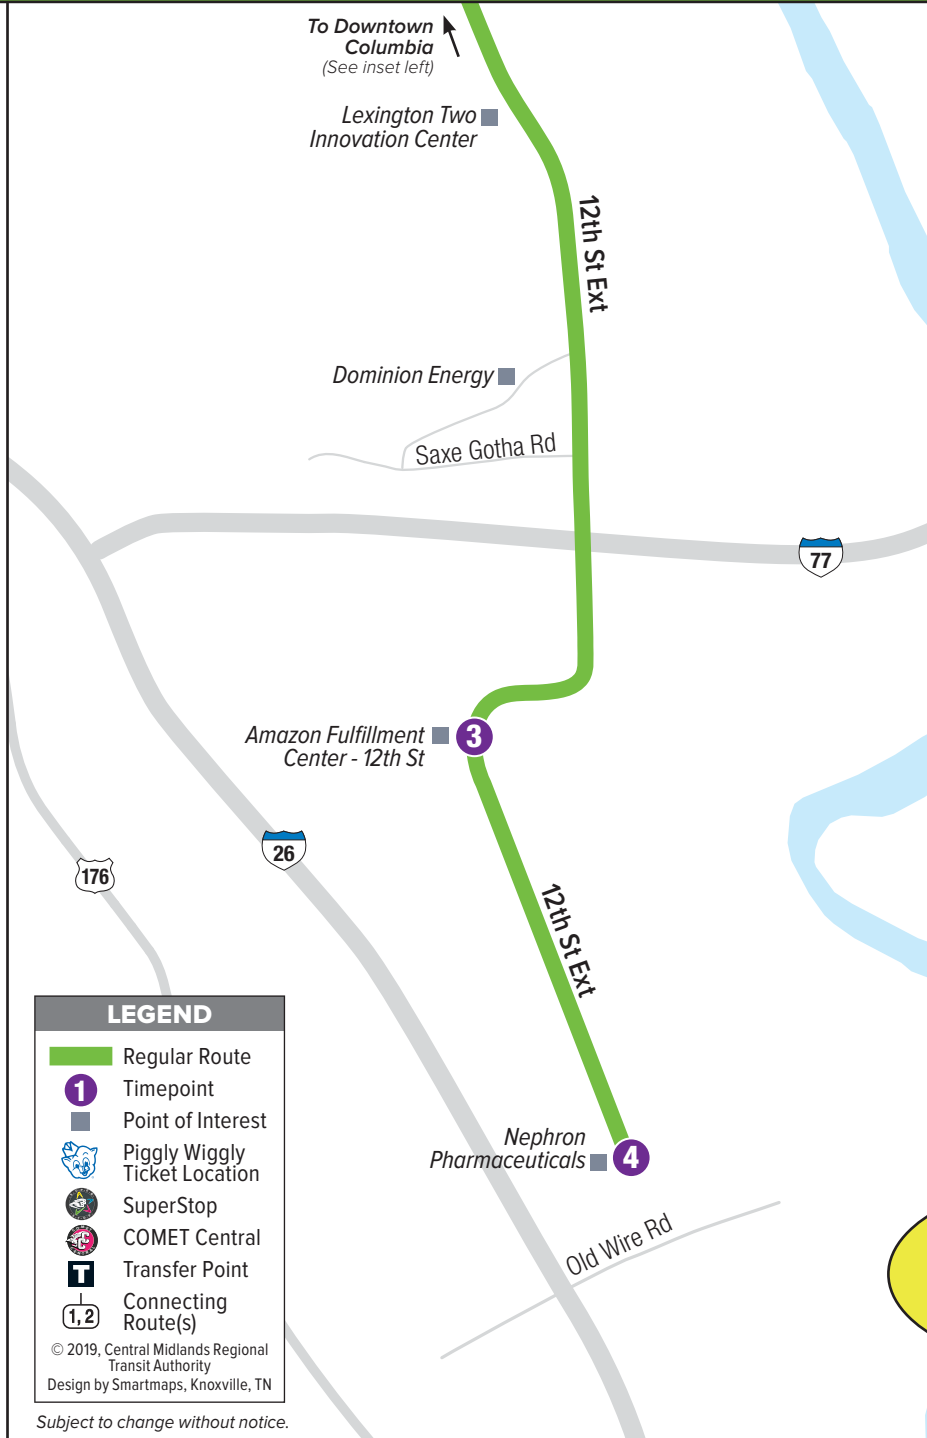 To Downtown
Columbia
(See inset left)
Lexington Two
Innovation Center
12th St Ext
Dominion Energy
Saxe Gotha Rd
77
Amazon Fulfillment
Center - 12th St
3
26
176
12th St Ext
Nephron
Pharmaceuticals
4
Old Wire Rd
LEGEND
Regular Route
1 Timepoint
Point of Interest
Piggly Wiggly
Ticket Location
SuperStop
COMET Central
T Transfer Point
1, 2 Connecting
Route(s)
© 2019, Central Midlands Regional
Transit Authority
Design by Smartmaps, Knoxville, TN
Subject to change without notice.